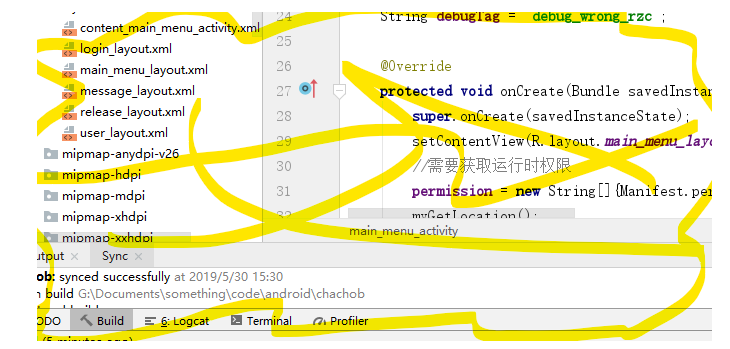 content_main_menu_activity.xml
login_layout.xml
main_menu_layout.xml
message_layout.xml
release_layout.xml
user_layout.xml
mipmap-anydpi-v26
mipmap-hdpi
mipmap-mdpi
mipmap-xhdpi
mipmap-xxhdpi
24 String debugTag = "debug_wrong_rzc";
25
26 @Override
27 protected void onCreate(Bundle savedInstan
28 super.onCreate(savedInstanceState);
29 setContentView(R.layout.main_menu_layo
30 //需要获取运行时权限
31 permission = new String[]{Manifest.per
32 myGetLocation();
main_menu_activity
utput × Sync ×
ob: synced successfully at 2019/5/30 15:30
n build G:\Documents\something\code\android\chachob
ODO Build 6: Logcat Terminal Profiler
(5 minutes ago)